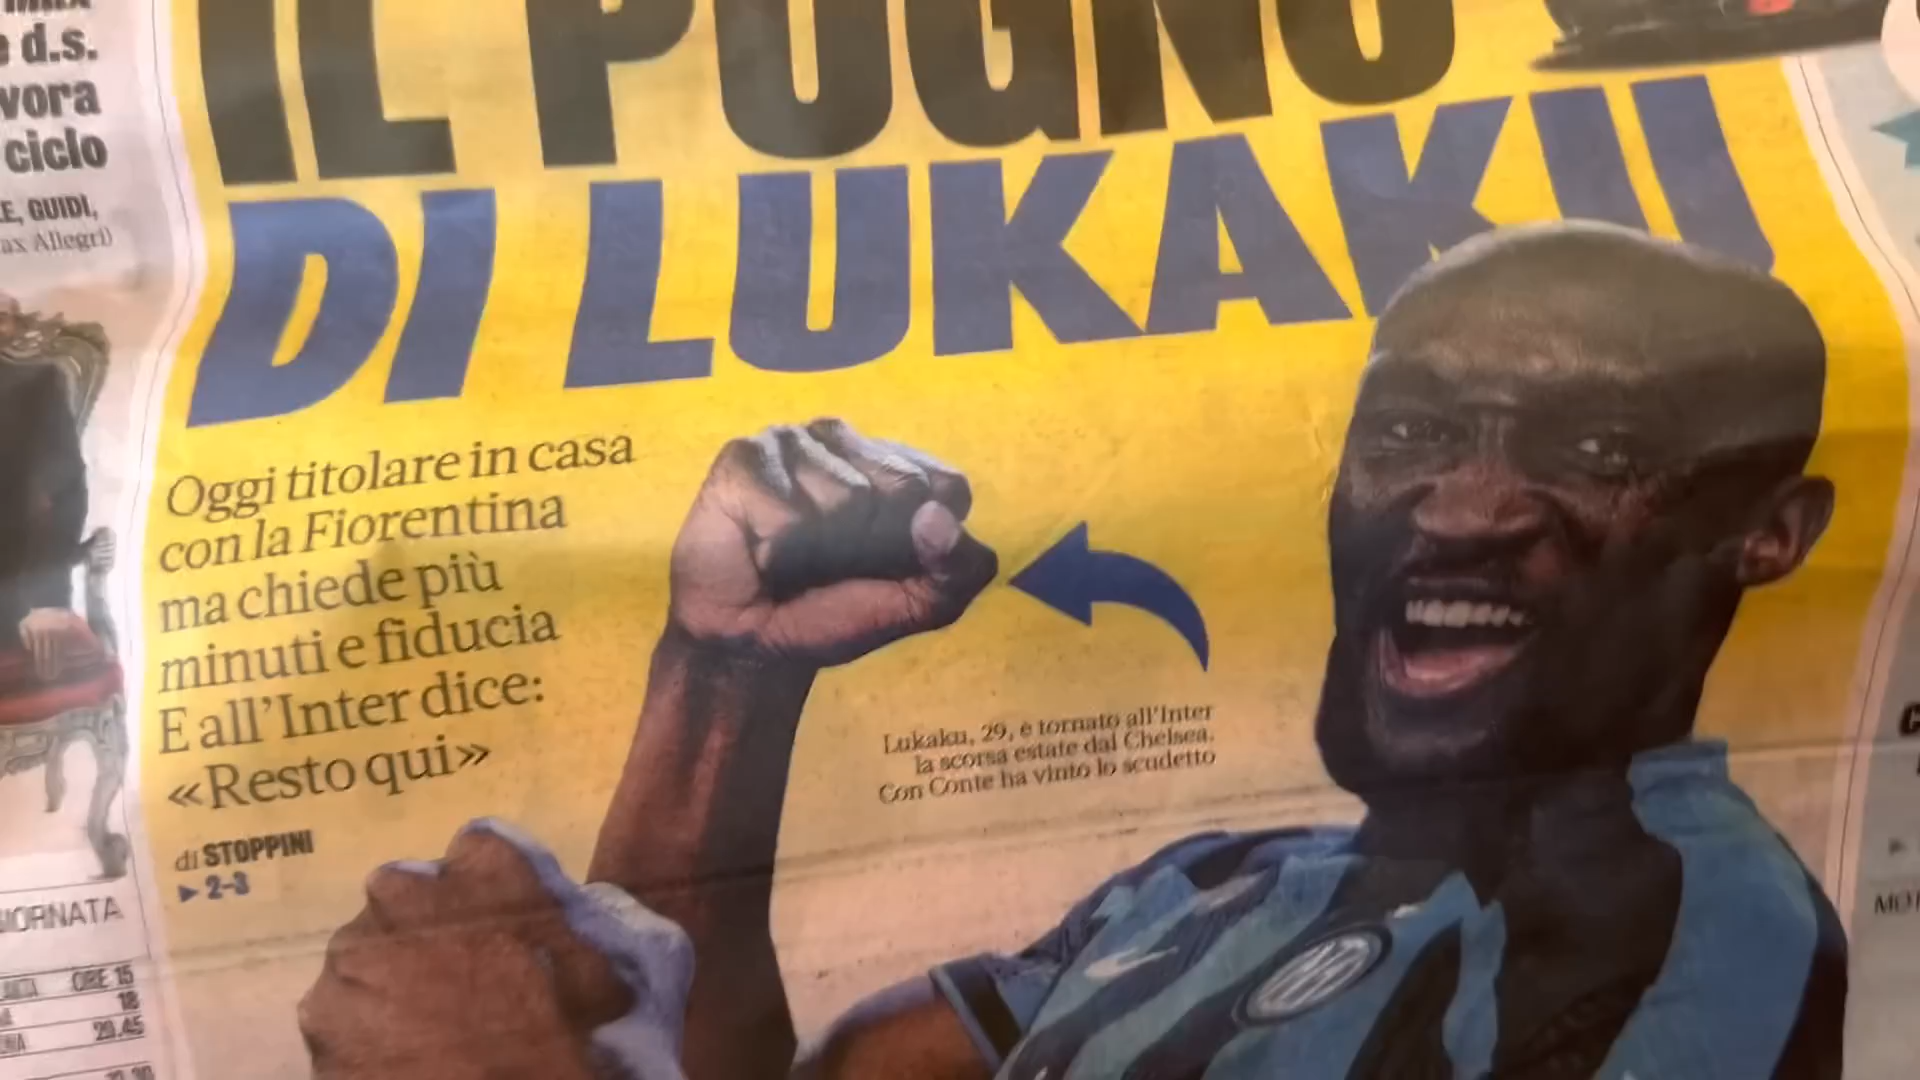 d.s.
vora
ciclo
E, GUIDI,
ax Allegri)
IL PUGNO
DI LUKAKU
Oggi titolare in casa
con la Fiorentina
ma chiede più
minuti e fiducia
E all'Inter dice:
«Resto qui»
di STOPPINI
▶ 2-3
Lukaku, 29, è tornato all'Inter
la scorsa estate dal Chelsea.
Con Conte ha vinto lo scudetto
IORNATA
ORE 15
18
20.45